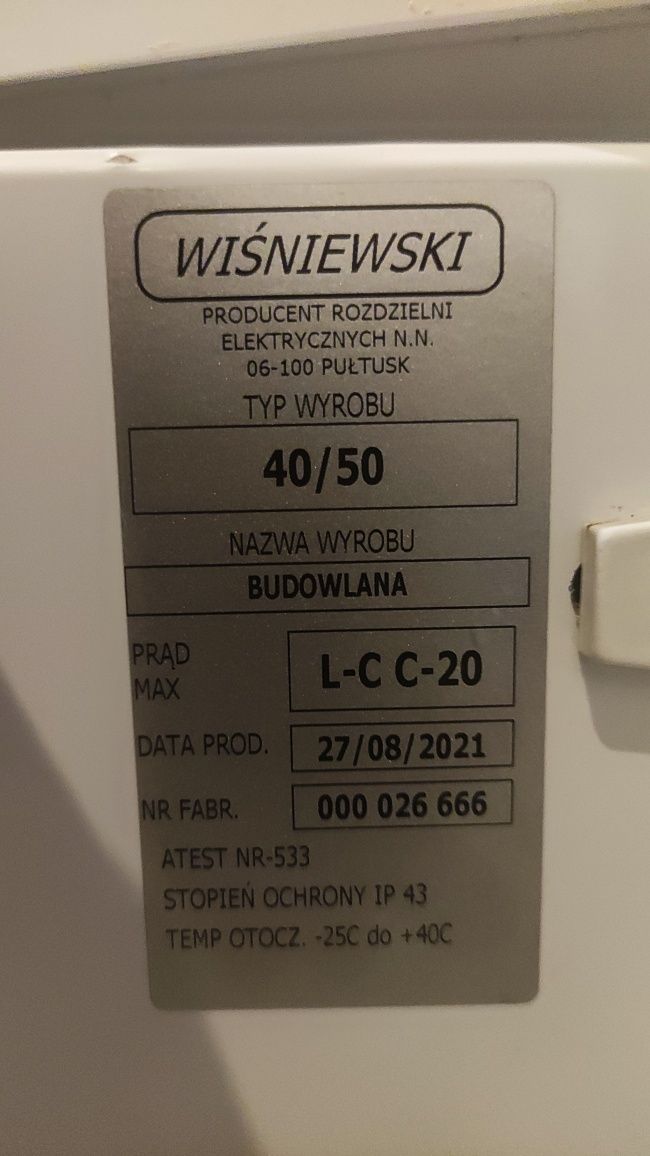 WIŚNIEWSKI
PRODUCENT ROZDZIELNI
ELEKTRYCZNYCH N.N.
06-100 PUŁTUSK
TYP WYROBU
40/50
NAZWA WYROBU
BUDOWLANA
PRĄD
MAX
L-C C-20
DATA PROD. 27/08/2021
NR FABR. 000 026 666
ATEST NR-533
STOPIEŃ OCHRONY IP 43
TEMP OTOCZ. -25C do +40C